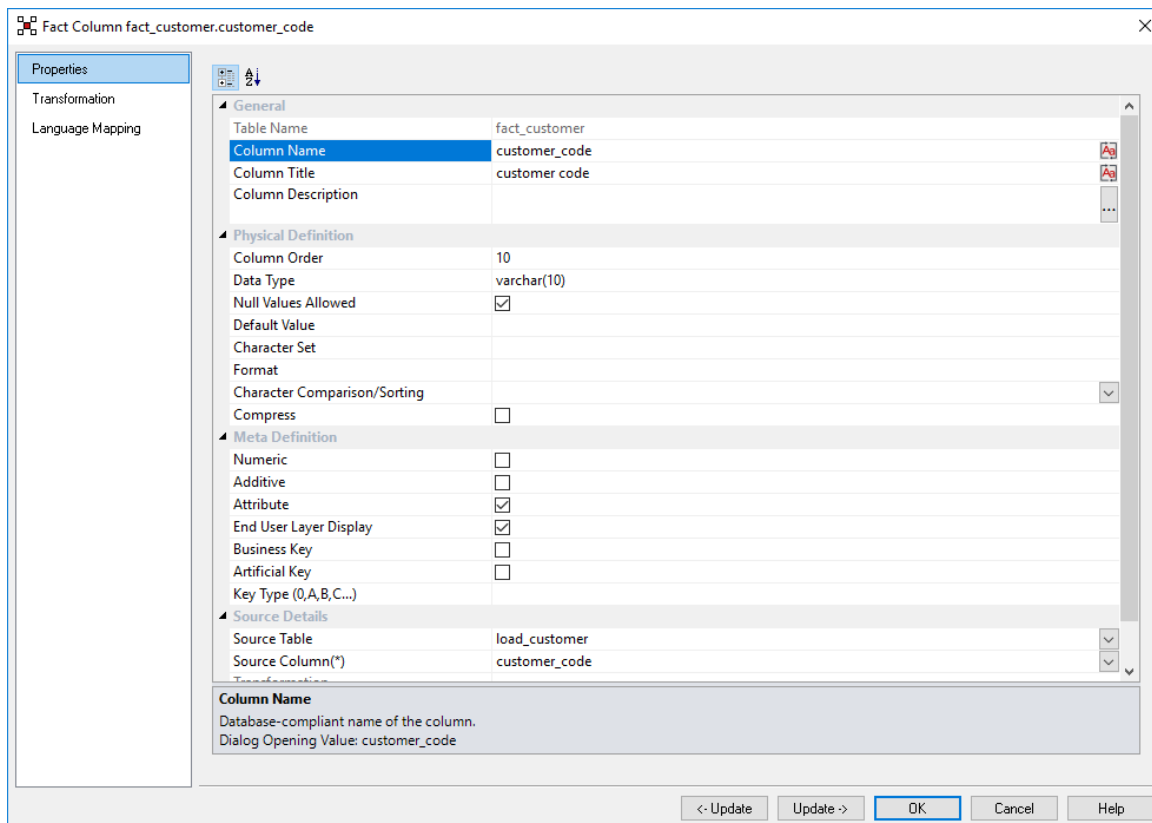 Fact Column fact_customer.customer_code
Properties
Transformation
Language Mapping
General
Table Name fact_customer
Column Name customer_code
Column Title customer code
Column Description
...
Physical Definition
Column Order 10
Data Type varchar(10)
Null Values Allowed
Default Value
Character Set
Format
Character Comparison/Sorting
Compress
Meta Definition
Numeric
Additive
Attribute
End User Layer Display
Business Key
Artificial Key
Key Type (0,A,B,C...)
Source Details
Source Table load_customer
Source Column(*) customer_code
Transformation
Column Name
Database-compliant name of the column.
Dialog Opening Value: customer_code
<- Update Update -> OK Cancel Help